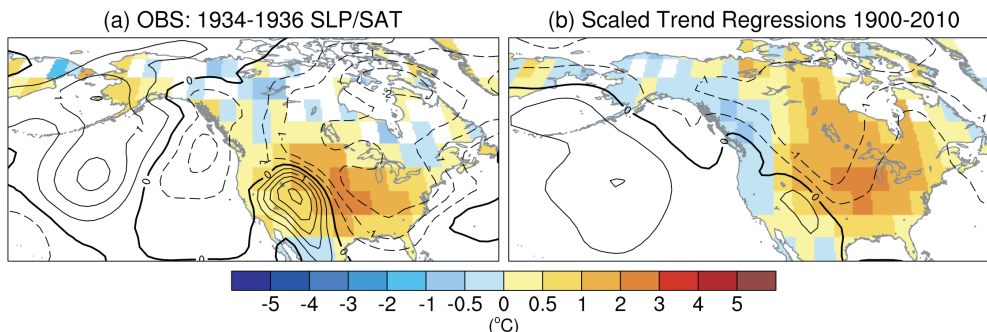 (a) OBS: 1934-1936 SLP/SAT
(b) Scaled Trend Regressions 1900-2010
-5 -4 -3 -2 -1 -0.5 0 0.5 1 2 3 4 5
(°C)